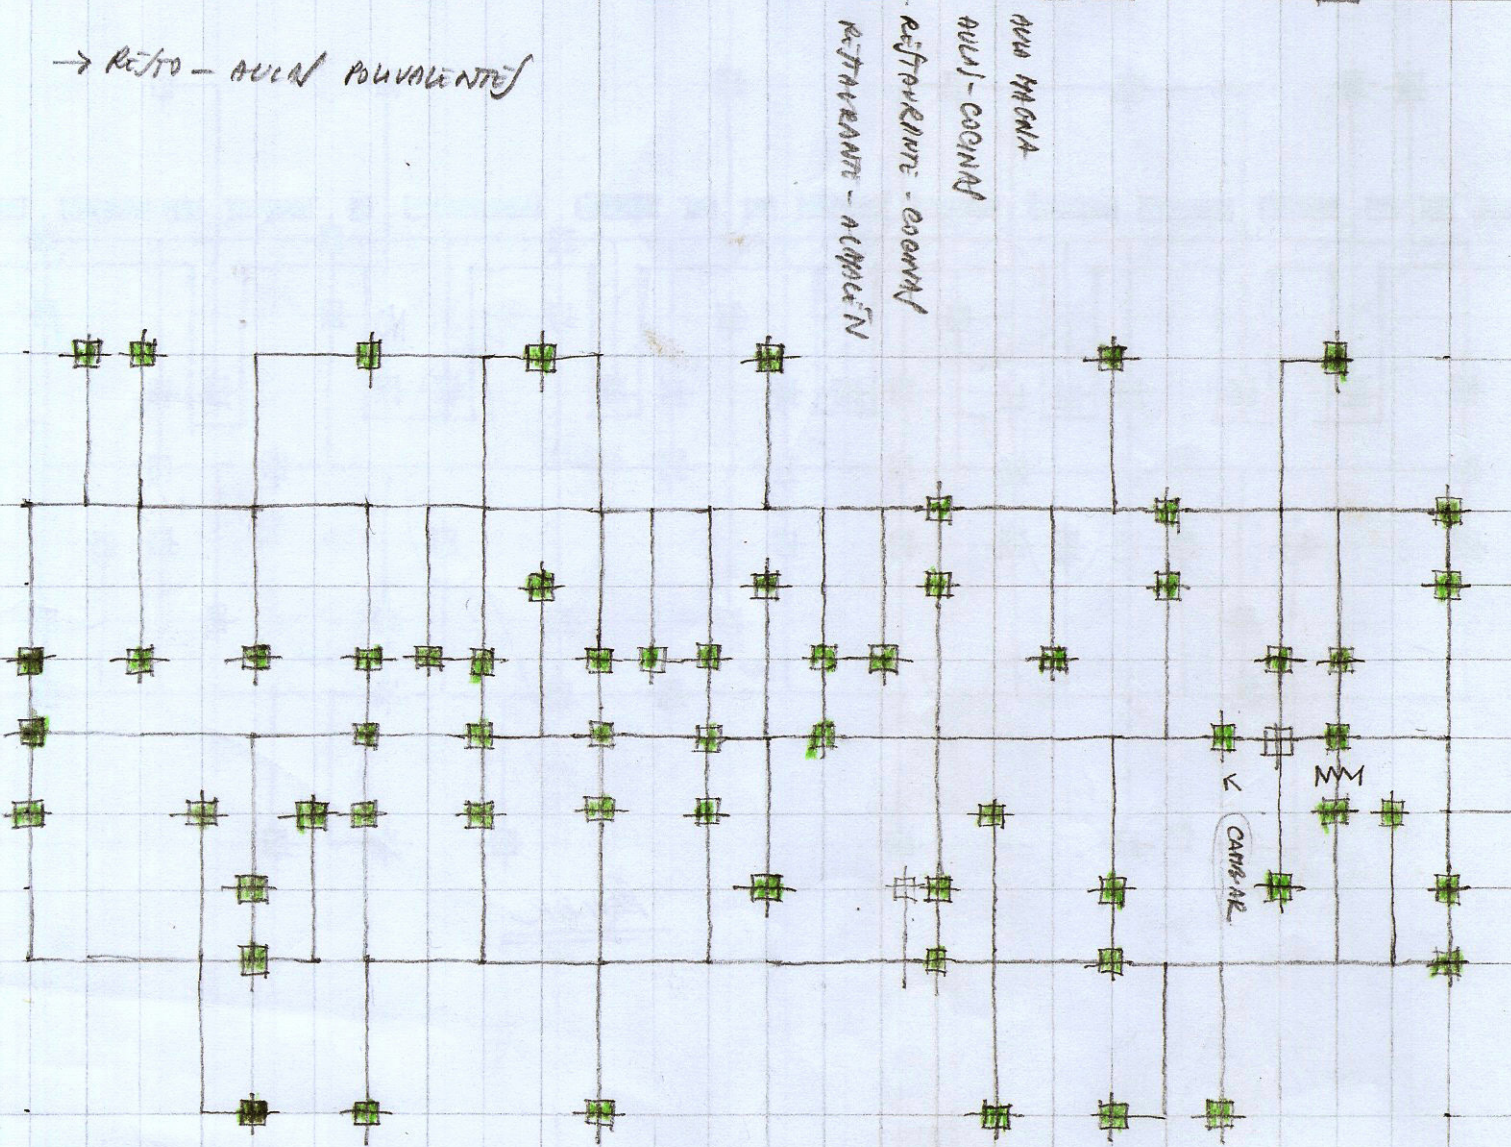 → RESTO - AULAS POLIVALENTES
AULA MAGNA
AULAS - COCINAS
RESTAURANTE - COCINAS
RESTAURANTE - ALMACÉN
CAMBIAR